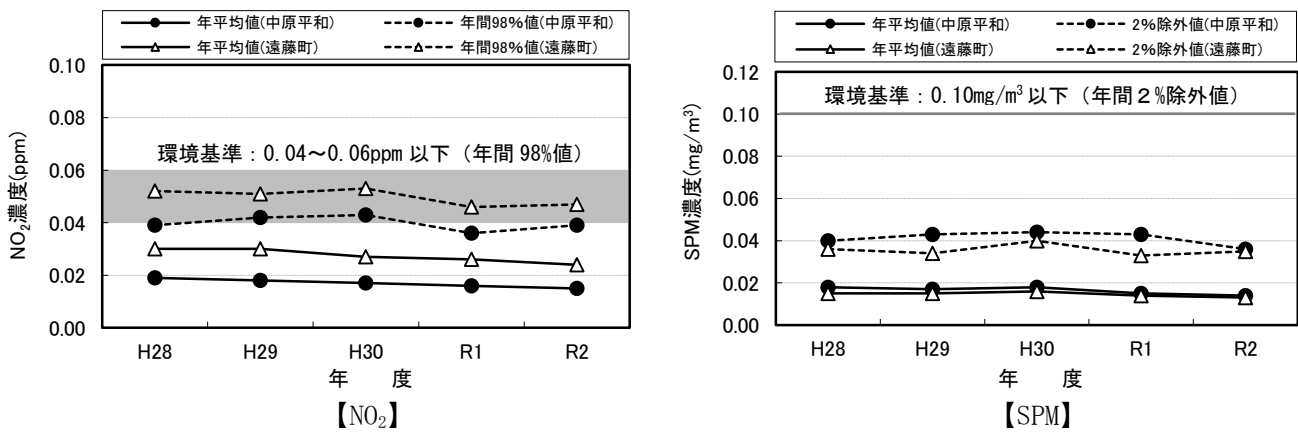 年平均値(中原平和) 年間98%値(中原平和)
年平均値(遠藤町) 年間98%値(遠藤町)
0.10
0.08
0.06
0.04
0.02
0.00
NO₂濃度(ppm)
環境基準：0.04～0.06ppm 以下（年間 98%値）
H28 H29 H30 R1 R2
年 度
【NO₂】
年平均値(中原平和) 2%除外値(中原平和)
年平均値(遠藤町) 2%除外値(遠藤町)
0.12
0.10
0.08
0.06
0.04
0.02
0.00
SPM濃度(mg/m³)
環境基準：0.10mg/m³ 以下（年間２%除外値）
H28 H29 H30 R1 R2
年 度
【SPM】